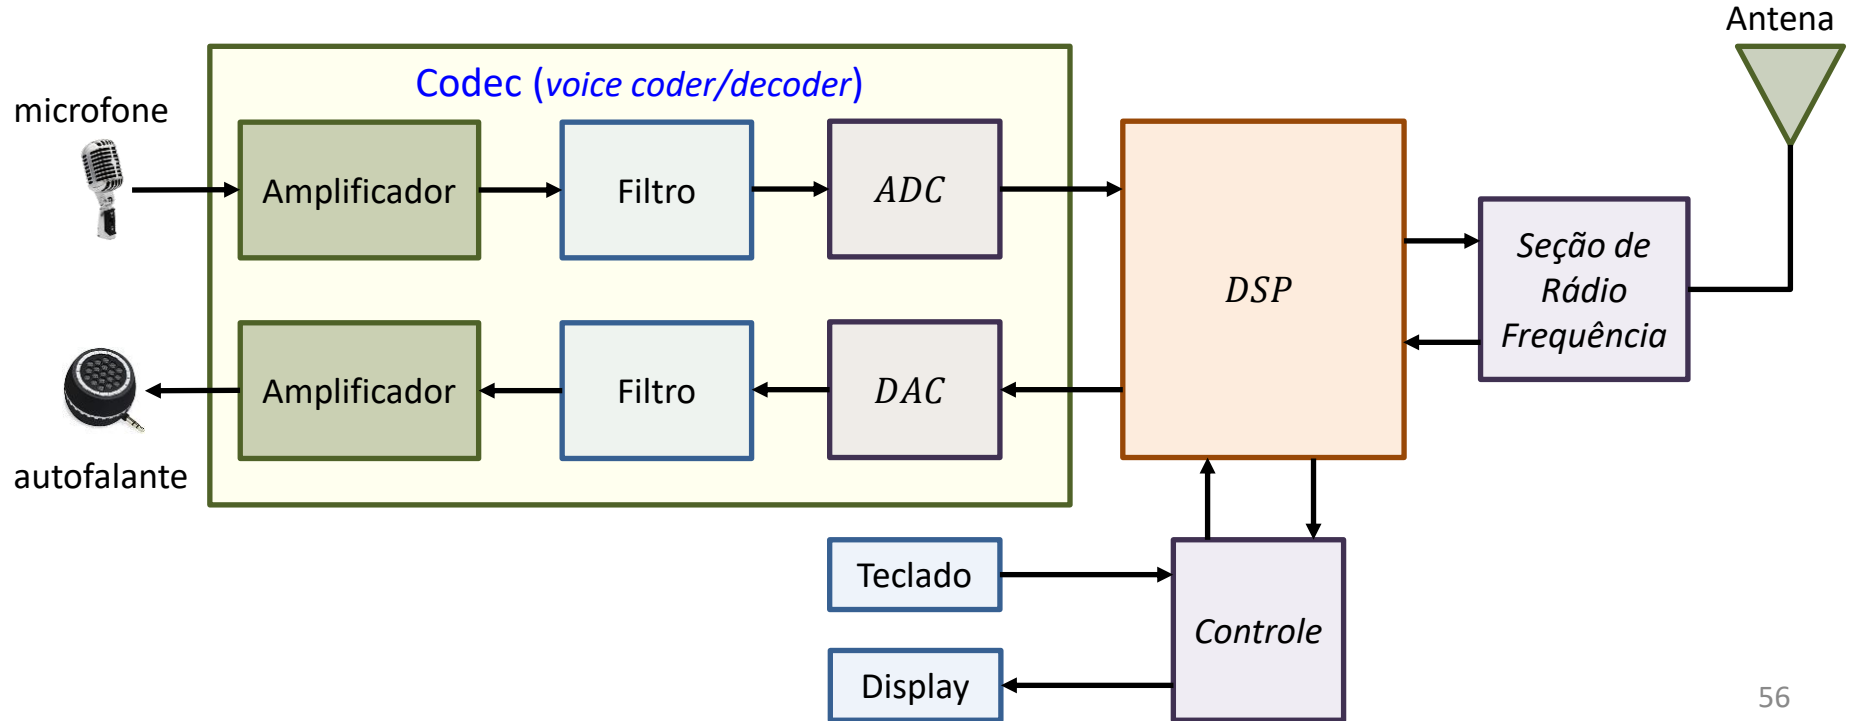 Antena
Codec (voice coder/decoder)
microfone
Amplificador
Filtro
ADC
DSP
Seção de
Rádio
Frequência
Amplificador
Filtro
DAC
autofalante
Teclado
Controle
Display
56